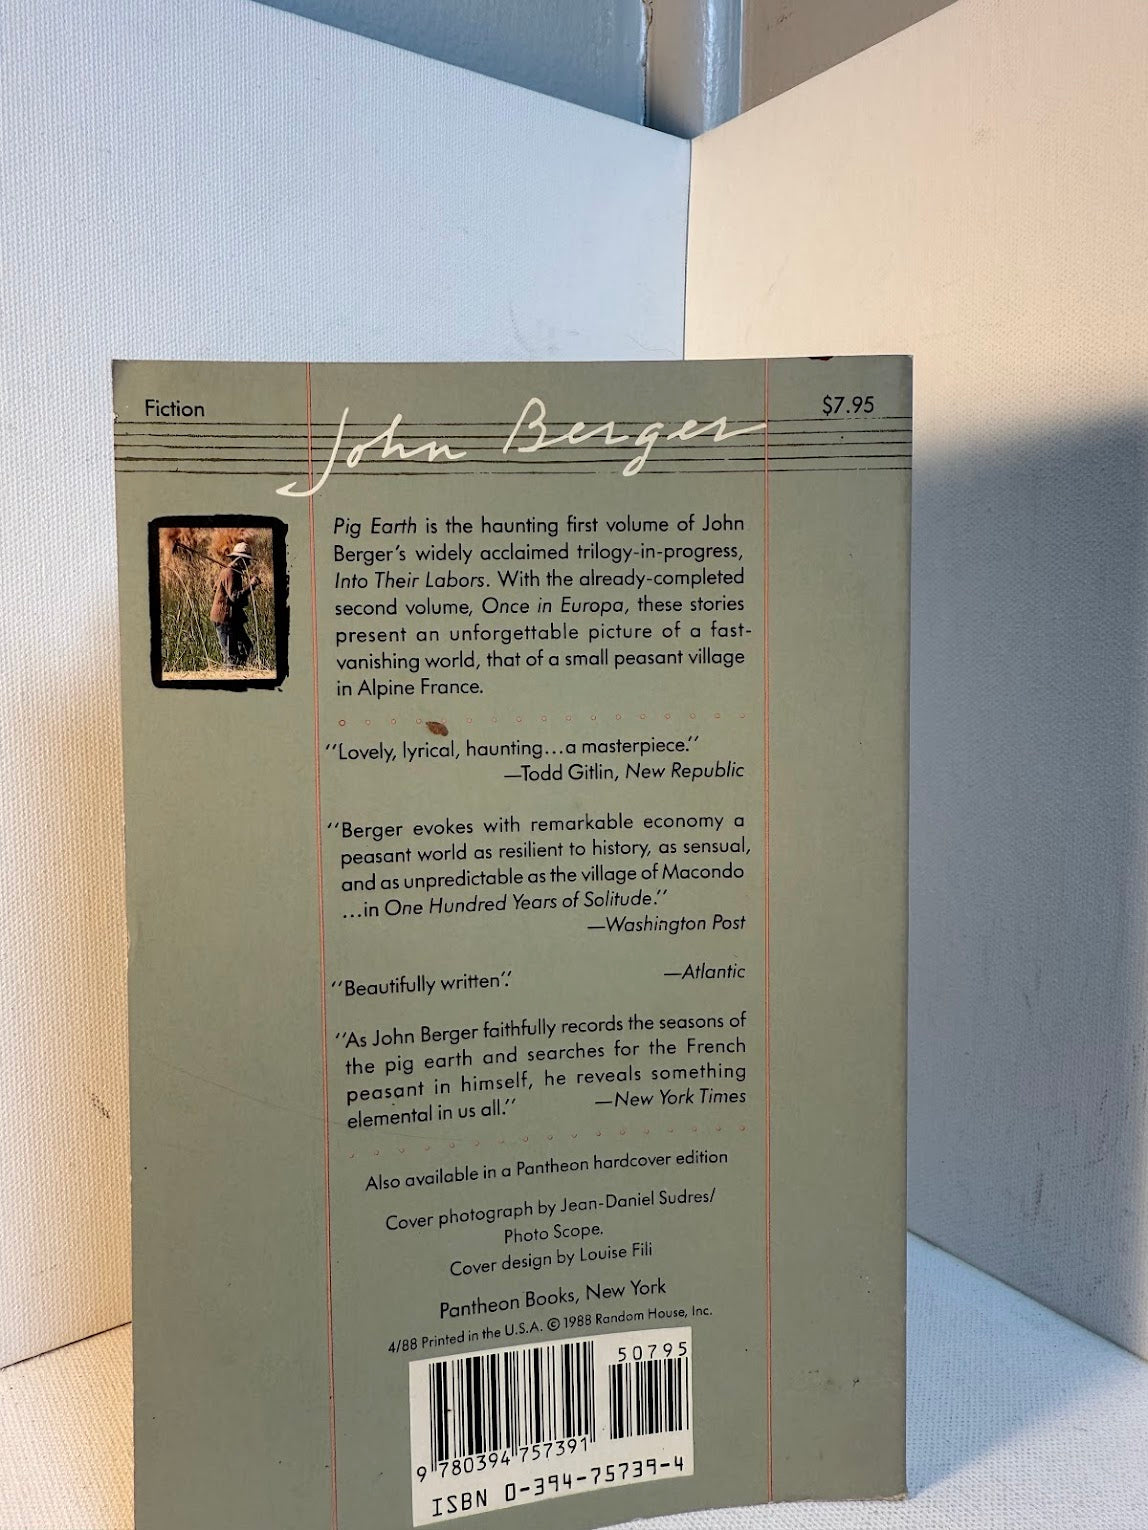 Fiction
$7.95
John Berger
Pig Earth is the haunting first volume of John
Berger's widely acclaimed trilogy-in-progress,
Into Their Labors. With the already-completed
second volume, Once in Europa, these stories
present an unforgettable picture of a fast-
vanishing world, that of a small peasant village
in Alpine France.
"Lovely, lyrical, haunting...a masterpiece."
—Todd Gitlin, New Republic
"Berger evokes with remarkable economy a
peasant world as resilient to history, as sensual,
and as unpredictable as the village of Macondo
...in One Hundred Years of Solitude."
—Washington Post
"Beautifully written". —Atlantic
"As John Berger faithfully records the seasons of
the pig earth and searches for the French
peasant in himself, he reveals something
elemental in us all." —New York Times
Also available in a Pantheon hardcover edition
Cover photograph by Jean-Daniel Sudres/
Photo Scope.
Cover design by Louise Fili
Pantheon Books, New York
4/88 Printed in the U.S.A. © 1988 Random House, Inc.
50795
9 780394 757391
ISBN 0-394-75739-4